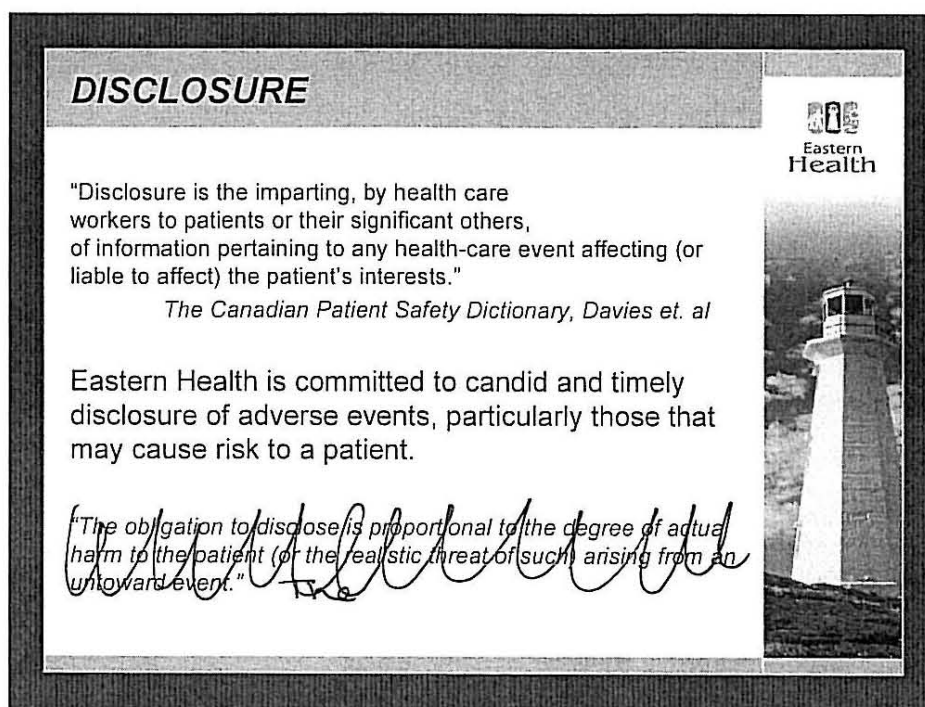 DISCLOSURE
Eastern
Health
"Disclosure is the imparting, by health care
workers to patients or their significant others,
of information pertaining to any health-care event affecting (or
liable to affect) the patient's interests."
The Canadian Patient Safety Dictionary, Davies et. al
Eastern Health is committed to candid and timely
disclosure of adverse events, particularly those that
may cause risk to a patient.
"The obligation to disclose is proportional to the degree of actual
harm to the patient (or the realistic threat of such) arising from an
untoward event."